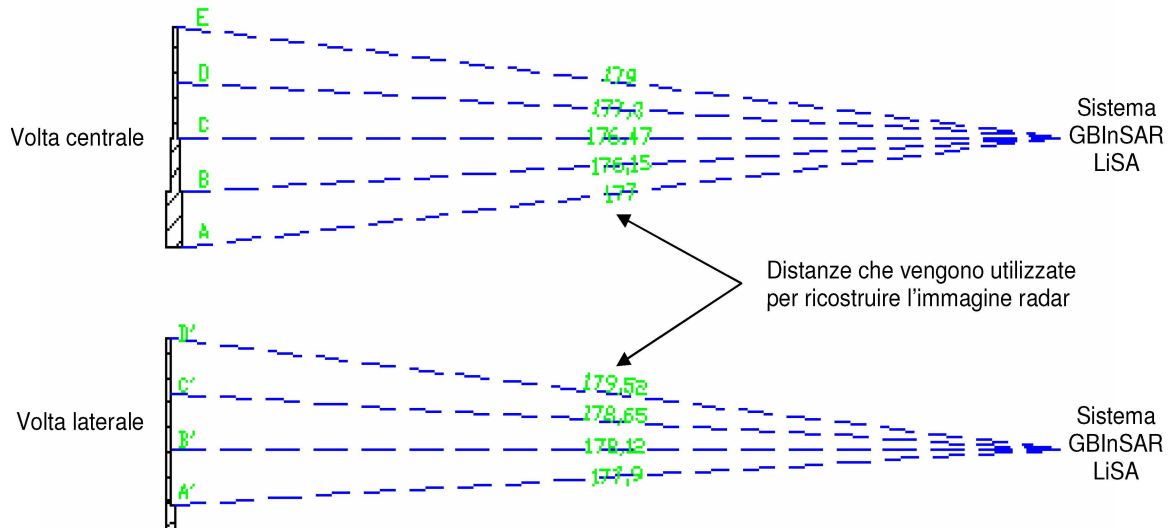 E
179
D
177,3
Volta centrale
C
176,47
Sistema
GBInSAR
LiSA
B
176,15
177
A
Distanze che vengono utilizzate
per ricostruire l'immagine radar
D'
179,52
C'
178,65
Volta laterale
B'
178,12
Sistema
GBInSAR
LiSA
A'
177,9